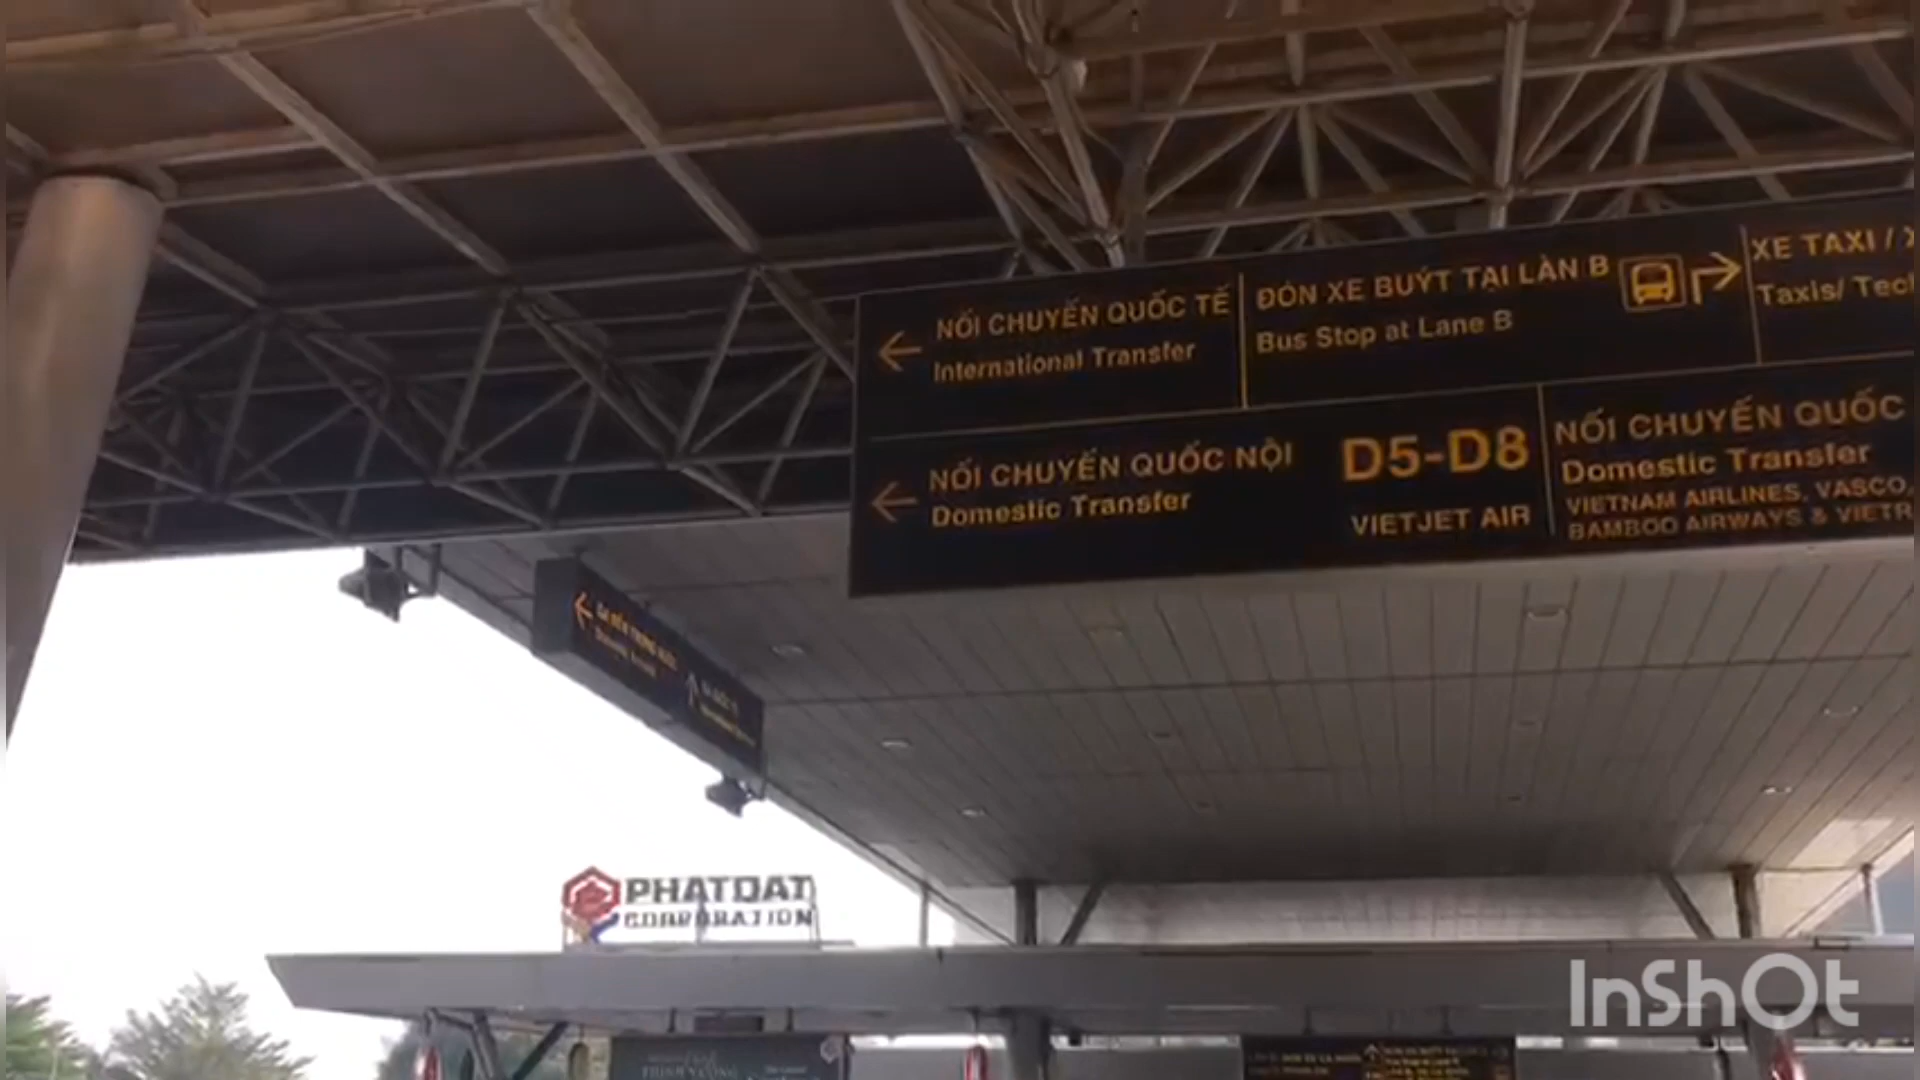 NỐI CHUYẾN QUỐC TẾ
International Transfer
ĐÓN XE BUÝT TẠI LÀN B
Bus Stop at Lane B
XE TAXI /
Taxis/
NỐI CHUYẾN QUỐC NỘI
Domestic Transfer
D5-D8
VIETJET AIR
NỐI CHUYẾN QUỐC
Domestic Transfer
VIETNAM AIRLINES, VASCO,
BAMBOO AIRWAYS &
PHATDAT
CORPORATION
InShOt